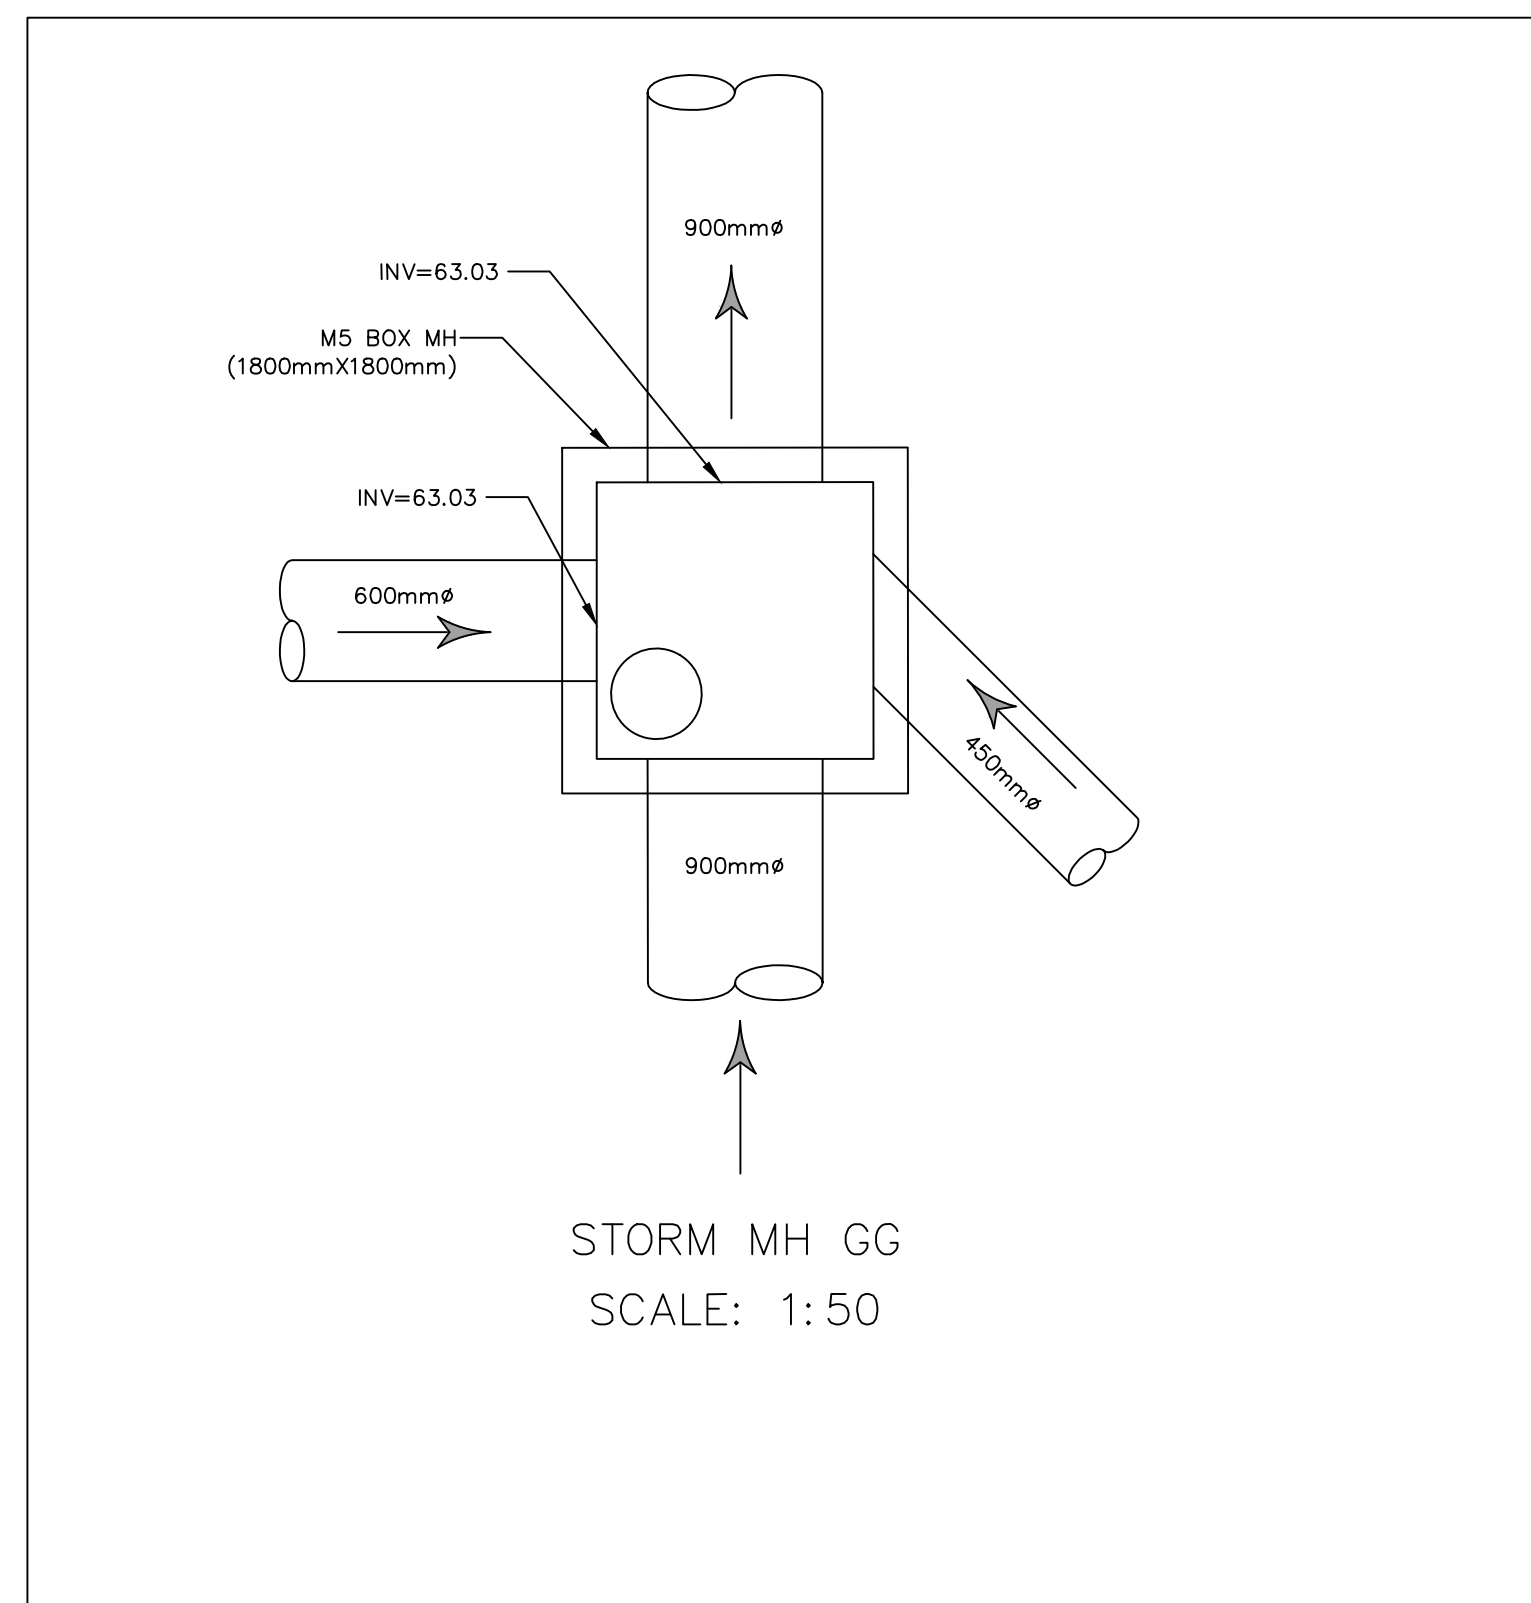 900mmø
INV=63.03
M5 BOX MH
(1800mmX1800mm)
INV=63.03
600mmø
450mmø
900mmø
STORM MH GG
SCALE: 1:50